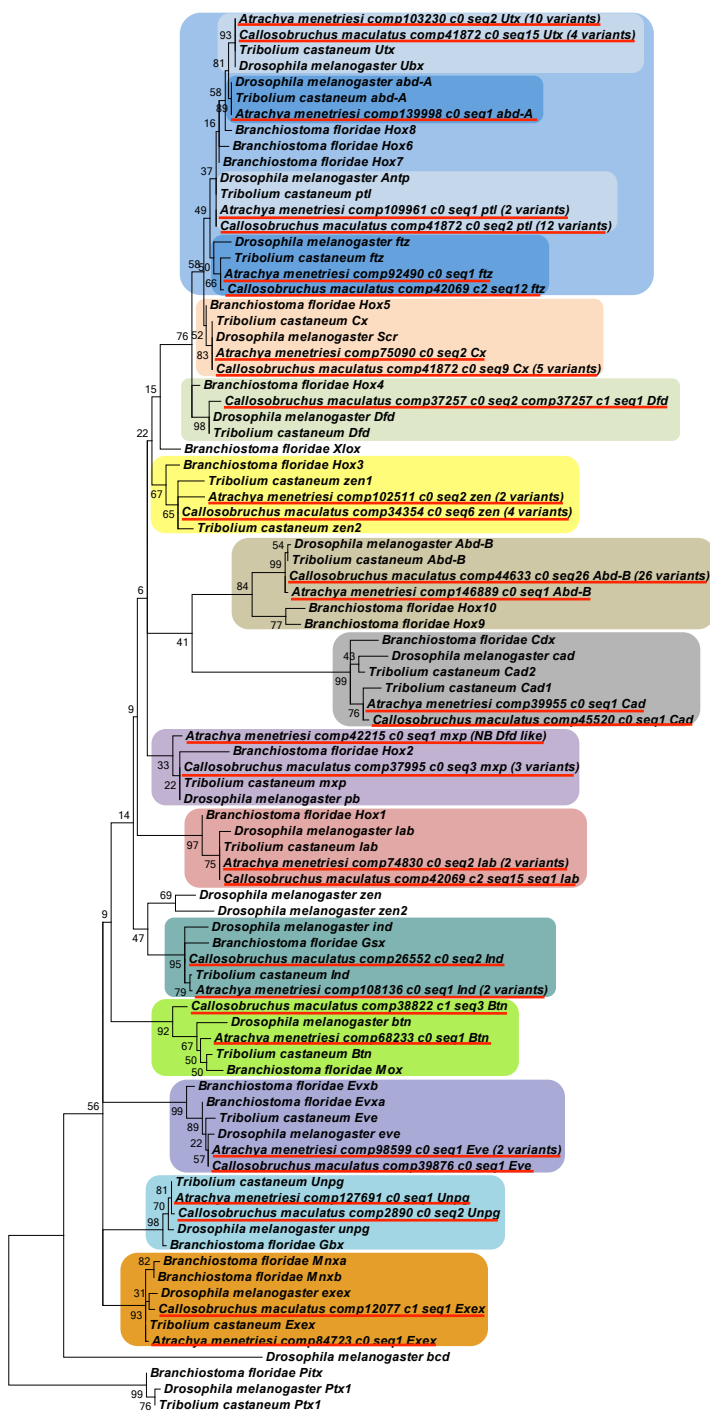 Atrachya menetriesi comp103230 c0 seq2 Utx (10 variants)
93 Callosobruchus maculatus comp41872 c0 seq15 Utx (4 variants)
Tribolium castaneum Utx
81 Drosophila melanogaster Ubx
Drosophila melanogaster abd-A
58 Tribolium castaneum abd-A
89 Atrachya menetriesi comp139998 c0 seq1 abd-A
16 Branchiostoma floridae Hox8
Branchiostoma floridae Hox6
Branchiostoma floridae Hox7
37 Drosophila melanogaster Antp
Tribolium castaneum ptl
Atrachya menetriesi comp109961 c0 seq1 ptl (2 variants)
49 Callosobruchus maculatus comp41872 c0 seq2 ptl (12 variants)
Drosophila melanogaster ftz
58 Tribolium castaneum ftz
50 Atrachya menetriesi comp92490 c0 seq1 ftz
66 Callosobruchus maculatus comp42069 c2 seq12 ftz
Branchiostoma floridae Hox5
Tribolium castaneum Cx
76 52 Drosophila melanogaster Scr
83 Atrachya menetriesi comp75090 c0 seq2 Cx
Callosobruchus maculatus comp41872 c0 seq9 Cx (5 variants)
15 Branchiostoma floridae Hox4
Callosobruchus maculatus comp37257 c0 seq2 comp37257 c1 seq1 Dfd
98 Drosophila melanogaster Dfd
22 Tribolium castaneum Dfd
Branchiostoma floridae Xlox
Branchiostoma floridae Hox3
67 Tribolium castaneum zen1
Atrachya menetriesi comp102511 c0 seq2 zen (2 variants)
65 Callosobruchus maculatus comp34354 c0 seq6 zen (4 variants)
Tribolium castaneum zen2
54 Drosophila melanogaster Abd-B
99 Tribolium castaneum Abd-B
Callosobruchus maculatus comp44633 c0 seq26 Abd-B (26 variants)
6 84 Atrachya menetriesi comp146889 c0 seq1 Abd-B
Branchiostoma floridae Hox10
77 Branchiostoma floridae Hox9
41 Branchiostoma floridae Cdx
43 Drosophila melanogaster cad
99 Tribolium castaneum Cad2
Tribolium castaneum Cad1
9 76 Atrachya menetriesi comp39955 c0 seq1 Cad
Callosobruchus maculatus comp45520 c0 seq1 Cad
Atrachya menetriesi comp42215 c0 seq1 mxp (NB Dfd like)
Branchiostoma floridae Hox2
33 Callosobruchus maculatus comp37995 c0 seq3 mxp (3 variants)
22 Tribolium castaneum mxp
Drosophila melanogaster pb
14 Branchiostoma floridae Hox1
Drosophila melanogaster lab
97 Tribolium castaneum lab
75 Atrachya menetriesi comp74830 c0 seq2 lab (2 variants)
Callosobruchus maculatus comp42069 c2 seq15 seq1 lab
69 Drosophila melanogaster zen
9 Drosophila melanogaster zen2
47 Drosophila melanogaster ind
Branchiostoma floridae Gsx
95 Callosobruchus maculatus comp26552 c0 seq2 Ind
Tribolium castaneum Ind
79 Atrachya menetriesi comp108136 c0 seq1 Ind (2 variants)
Callosobruchus maculatus comp38822 c1 seq3 Btn
92 Drosophila melanogaster btn
67 Atrachya menetriesi comp68233 c0 seq1 Btn
50 Tribolium castaneum Btn
50 Branchiostoma floridae Mox
56 Branchiostoma floridae Evxb
99 Branchiostoma floridae Evxa
89 Tribolium castaneum Eve
22 Drosophila melanogaster eve
Atrachya menetriesi comp98599 c0 seq1 Eve (2 variants)
57 Callosobruchus maculatus comp39876 c0 seq1 Eve
Tribolium castaneum Unpg
81 Atrachya menetriesi comp127691 c0 seq1 Unpg
70 Callosobruchus maculatus comp2890 c0 seq2 Unpg
98 Drosophila melanogaster unpg
Branchiostoma floridae Gbx
82 Branchiostoma floridae Mnxa
Branchiostoma floridae Mnxb
31 Drosophila melanogaster exex
93 Callosobruchus maculatus comp12077 c1 seq1 Exex
Tribolium castaneum Exex
Atrachya menetriesi comp84723 c0 seq1 Exex
Drosophila melanogaster bcd
Branchiostoma floridae Pitx
99 Drosophila melanogaster Ptx1
76 Tribolium castaneum Ptx1